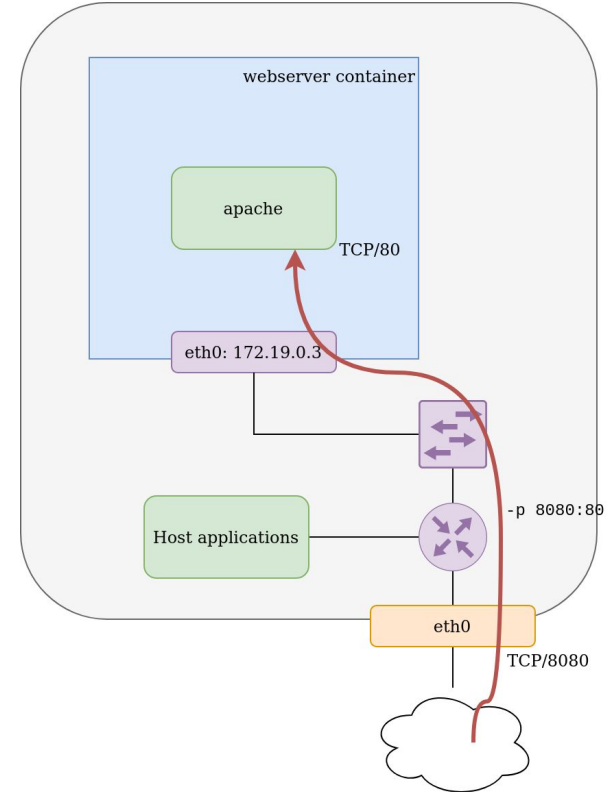 webserver container
apache
TCP/80
eth0: 172.19.0.3
-p 8080:80
Host applications
eth0
TCP/8080